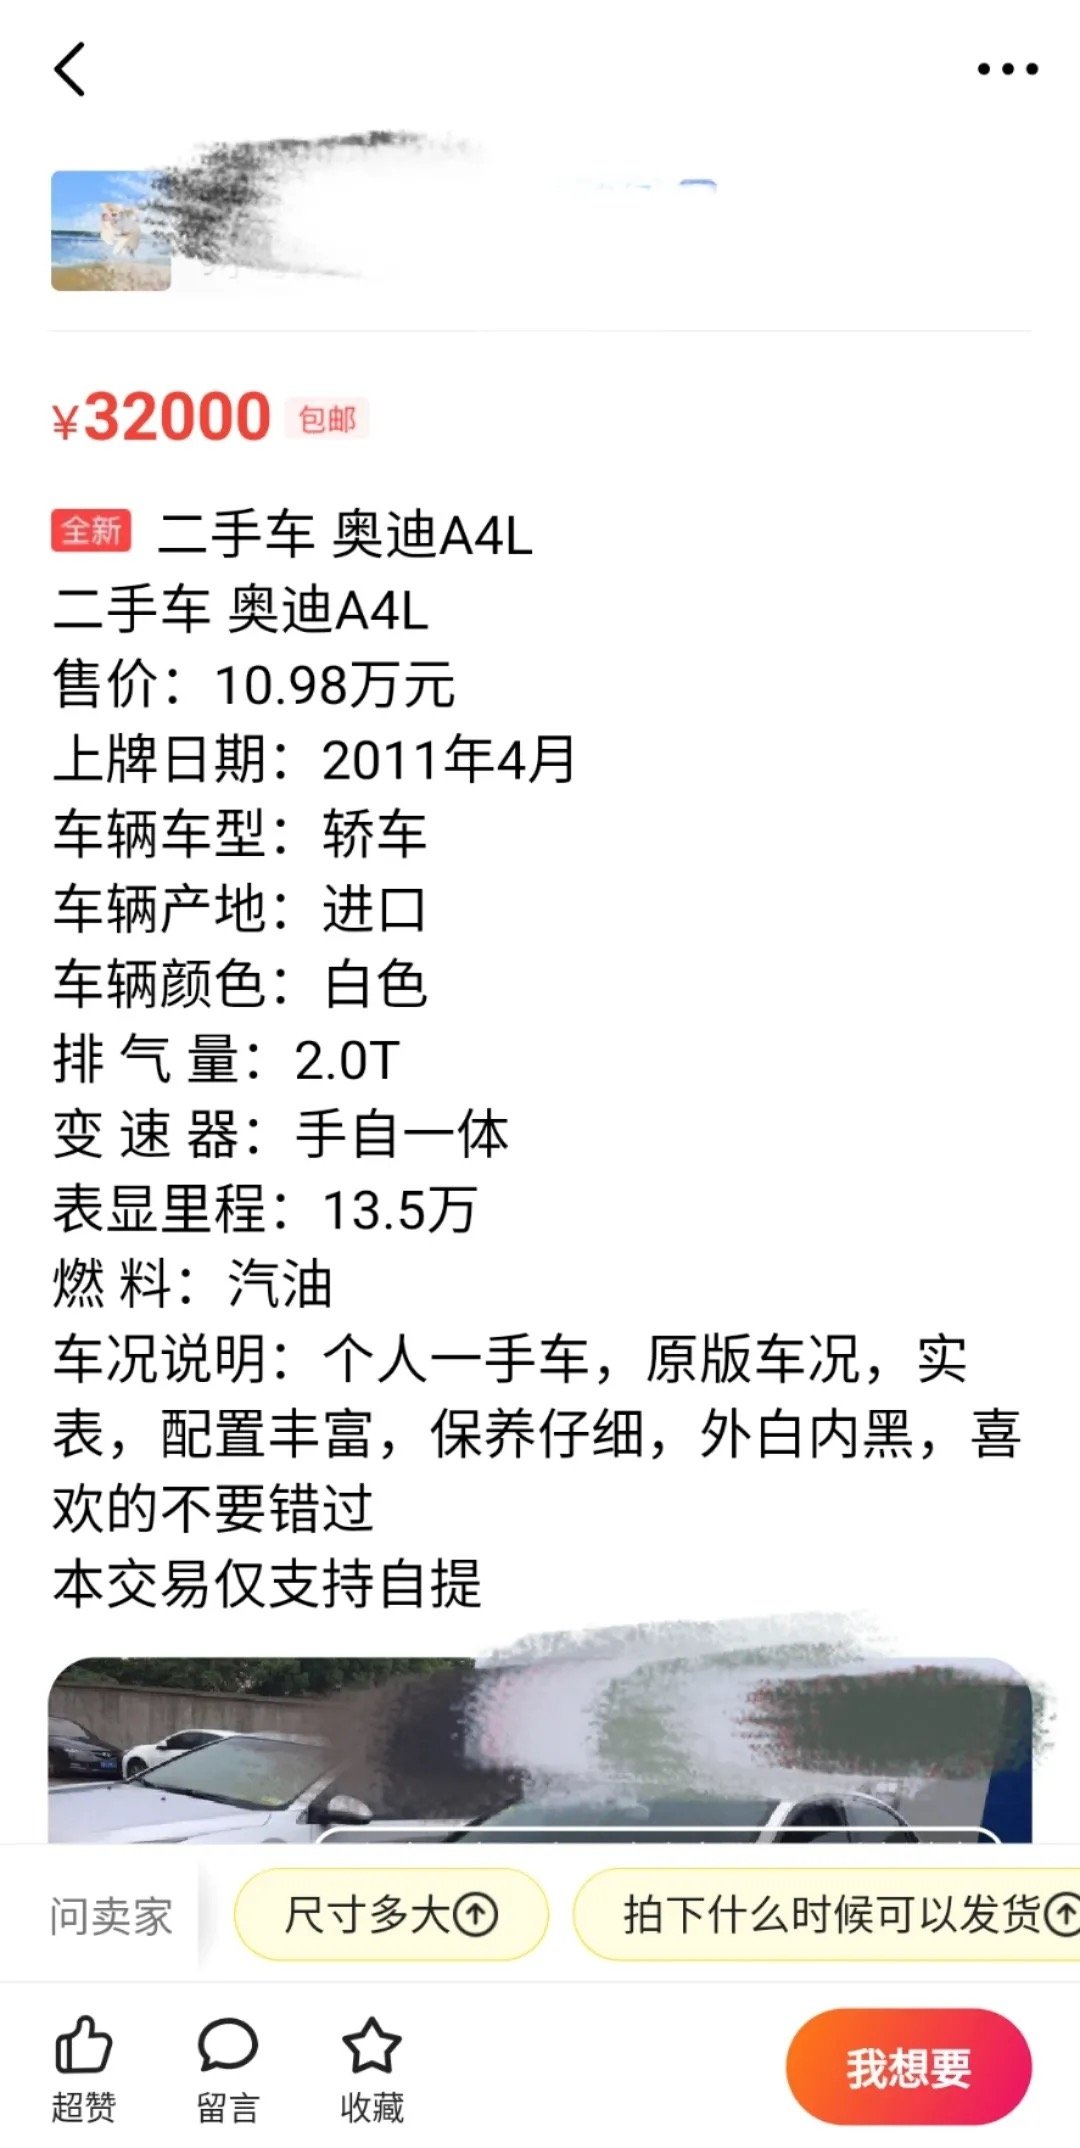 ¥32000 包邮
全新 二手车 奥迪A4L
二手车 奥迪A4L
售价：10.98万元
上牌日期：2011年4月
车辆车型：轿车
车辆产地：进口
车辆颜色：白色
排 气 量：2.0T
变 速 器：手自一体
表显里程：13.5万
燃 料：汽油
车况说明：个人一手车，原版车况，实
表，配置丰富，保养仔细，外白内黑，喜
欢的不要错过
本交易仅支持自提
问卖家 尺寸多大 拍下什么时候可以发货
超赞 留言 收藏 我想要